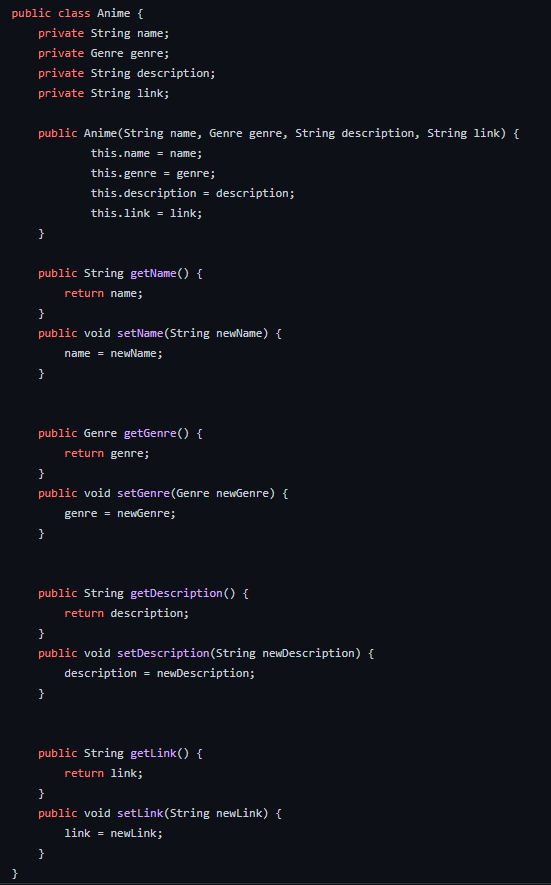 public class Anime {
    private String name;
    private Genre genre;
    private String description;
    private String link;

    public Anime(String name, Genre genre, String description, String link) {
            this.name = name;
            this.genre = genre;
            this.description = description;
            this.link = link;
    }

    public String getName() {
        return name;
    }
    public void setName(String newName) {
        name = newName;
    }


    public Genre getGenre() {
        return genre;
    }
    public void setGenre(Genre newGenre) {
        genre = newGenre;
    }


    public String getDescription() {
        return description;
    }
    public void setDescription(String newDescription) {
        description = newDescription;
    }


    public String getLink() {
        return link;
    }
    public void setLink(String newLink) {
        link = newLink;
    }
}